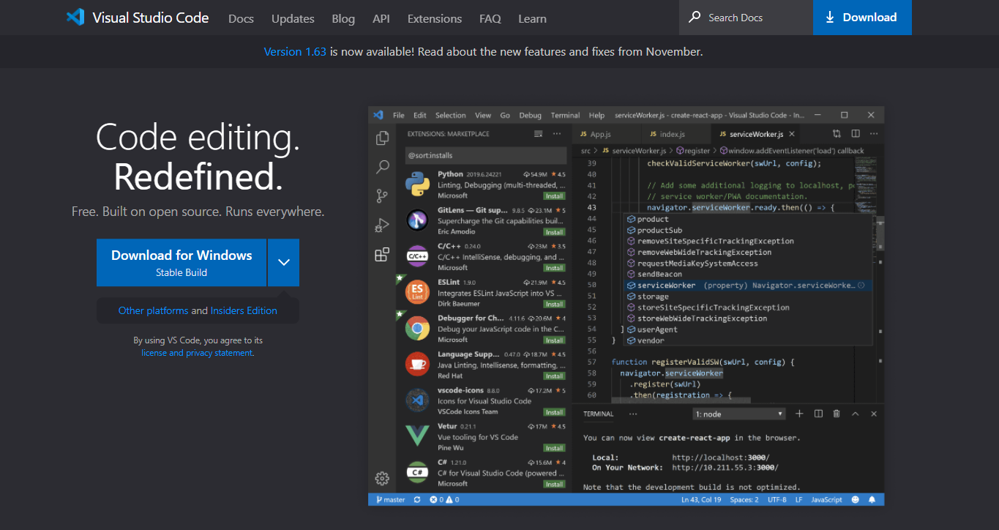 Visual Studio Code Docs Updates Blog API Extensions FAQ Learn Search Docs Download
Version 1.63 is now available! Read about the new features and fixes from November.
Code editing.
Redefined.
Free. Built on open source. Runs everywhere.
Download for Windows
Stable Build
Other platforms and Insiders Edition
By using VS Code, you agree to its
license and privacy statement.
File Edit Selection View Go Debug Terminal Help serviceWorker.js - create-react-app - Visual Studio Code - In...
EXTENSIONS: MARKETPLACE
@sort:installs
Python 2019.6.24221 54.9M 4.5
Linting, Debugging (multi-threaded, ...
Microsoft Install
GitLens — Git sup... 9.8.5 23.1M 5
Supercharge the Git capabilities buil...
Eric Amodio Install
C/C++
C/C++ 0.24.0 23M 3.5
C/C++ IntelliSense, debugging, and ...
Microsoft Install
ES
Lint
ESLint 1.9.0 21.9M 4.5
Integrates ESLint JavaScript into VS ...
Dirk Baeumer Install
Debugger for Ch... 4.11.6 20.6M 4
Debug your JavaScript code in the C...
Microsoft Install
Language Supp... 0.47.0 18.7M 4.5
Java Linting, Intellisense, formatting, ...
Red Hat Install
vscode-icons 8.8.0 17.2M 5
Icons for Visual Studio Code
VSCode Icons Team Install
Vetur 0.21.1 17M 4.5
Vue tooling for VS Code
Pine Wu Install
C#
C# 1.21.0 15.6M 4
C# for Visual Studio Code (powered ...
Microsoft Install
JS App.js JS index.js JS serviceWorker.js
src > JS serviceWorker.js > register > window.addEventListener('load') callback
39 checkValidServiceWorker(swUrl, config);
40
41 // Add some additional logging to localhost, p
42 // service worker/PWA documentation.
43 navigator.serviceWorker.ready.then(() => {
44 product
45 productSub
46 removeSiteSpecificTrackingException
47 removeWebWideTrackingException
48 requestMediaKeySystemAccess
49 sendBeacon
50 serviceWorker (property) Navigator.serviceWorke...
51 storage
52 storeSiteSpecificTrackingException
53 storeWebWideTrackingException
54 } userAgent
55 } vendor
56
57 function registerValidSW(swUrl, config) {
58 navigator.serviceWorker
59 .register(swUrl)
60 .then(registration => {
TERMINAL ... 1: node
You can now view create-react-app in the browser.
Local: http://localhost:3000/
On Your Network: http://10.211.55.3:3000/
Note that the development build is not optimized.
master 0 0 Ln 43, Col 19 Spaces: 2 UTF-8 LF JavaScript